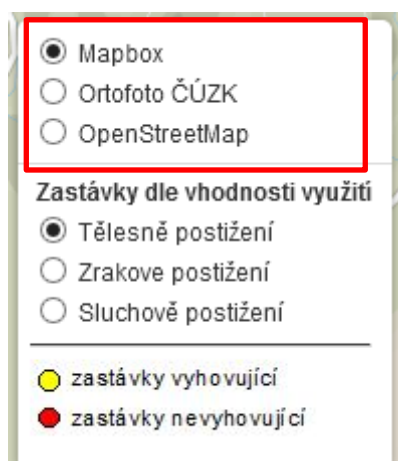 Mapbox
Ortofoto ČÚZK
OpenStreetMap
Zastávky dle vhodnosti využití
Tělesně postižení
Zrakove postižení
Sluchově postižení
zastávky vyhovující
zastávky nevyhovující